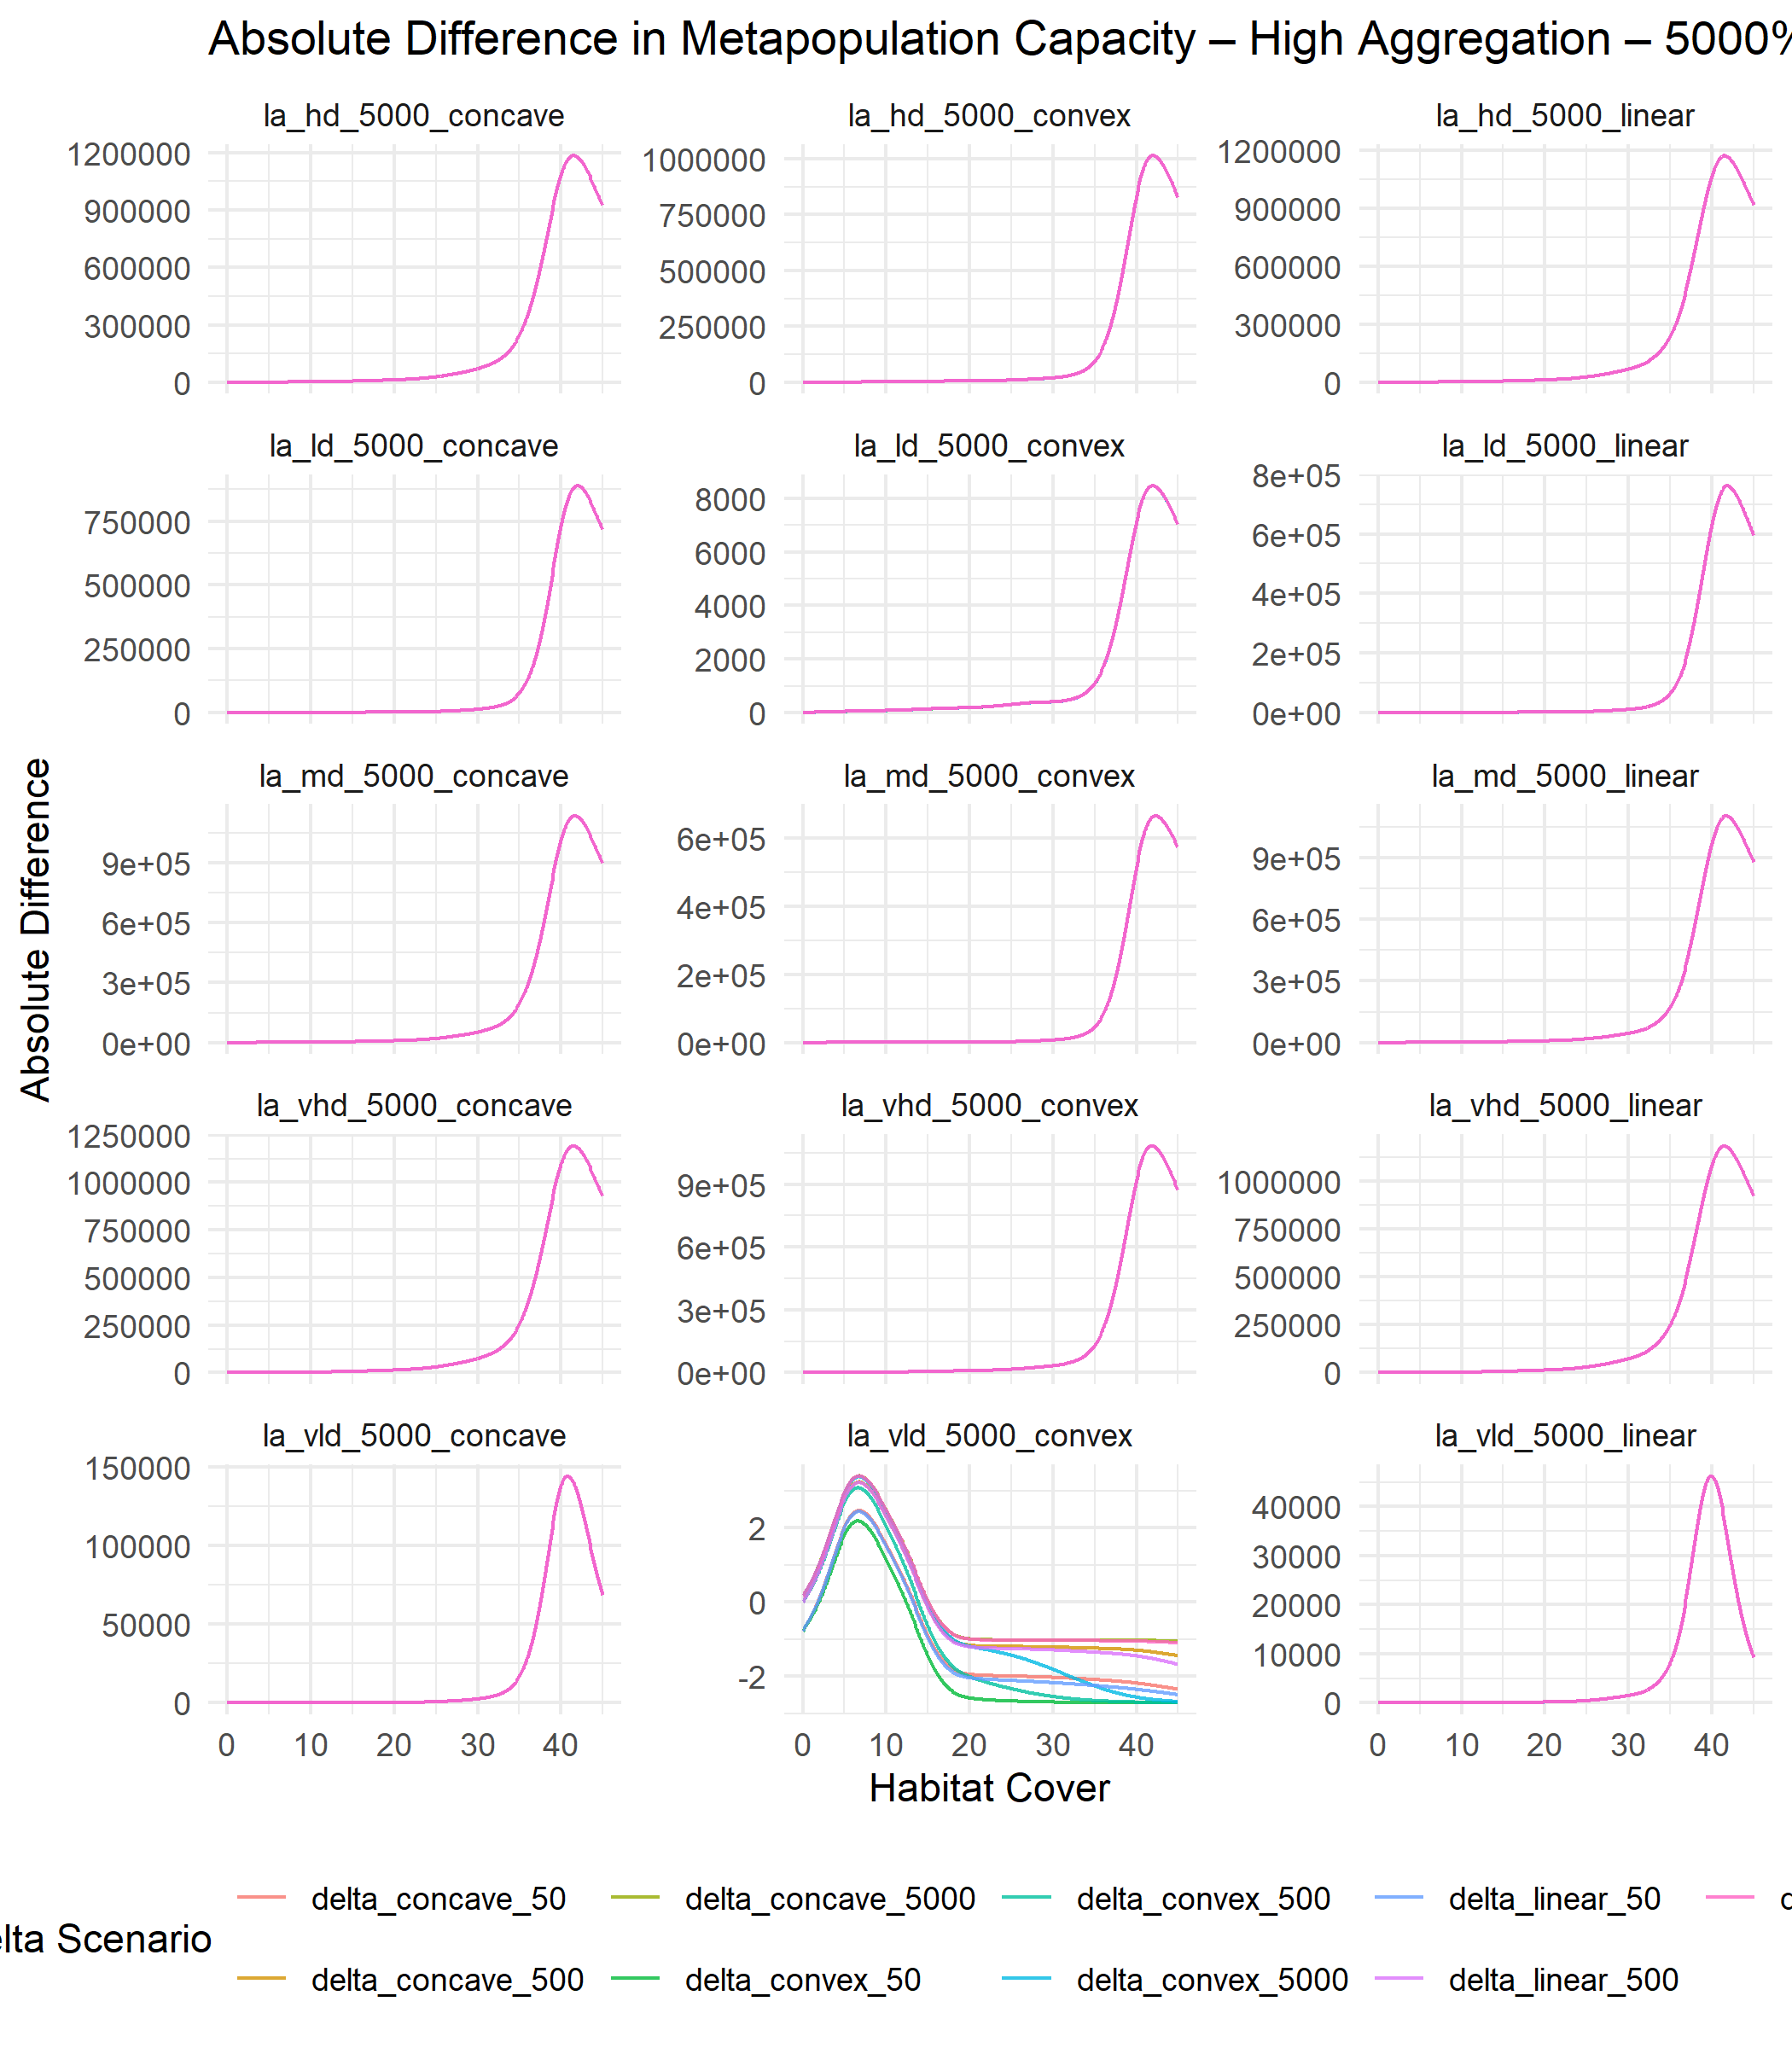 Absolute Difference in Metapopulation Capacity – High Aggregation – 5000%
la_hd_5000_concave la_hd_5000_convex la_hd_5000_linear
1200000 1000000 1200000
900000 750000 900000
600000 500000 600000
300000 250000 300000
0 0 0
la_ld_5000_concave la_ld_5000_convex la_ld_5000_linear
8e+05
750000 8000 6e+05
500000 6000 4e+05
250000 4000 2e+05
0 2000 0e+00
0
la_md_5000_concave la_md_5000_convex la_md_5000_linear
9e+05 6e+05 9e+05
6e+05 4e+05 6e+05
3e+05 2e+05 3e+05
0e+00 0e+00 0e+00
Absolute Difference
la_vhd_5000_concave la_vhd_5000_convex la_vhd_5000_linear
1250000
1000000 9e+05 1000000
750000 6e+05 750000
500000 3e+05 500000
250000 0e+00 250000
0 0
la_vld_5000_concave la_vld_5000_convex la_vld_5000_linear
150000 2 40000
100000 0 30000
50000 -2 20000
0 10000
0
0 10 20 30 40 0 10 20 30 40 0 10 20 30 40
Habitat Cover
elta Scenario
delta_concave_50 delta_concave_5000 delta_convex_500 delta_linear_50 d
delta_concave_500 delta_convex_50 delta_convex_5000 delta_linear_500